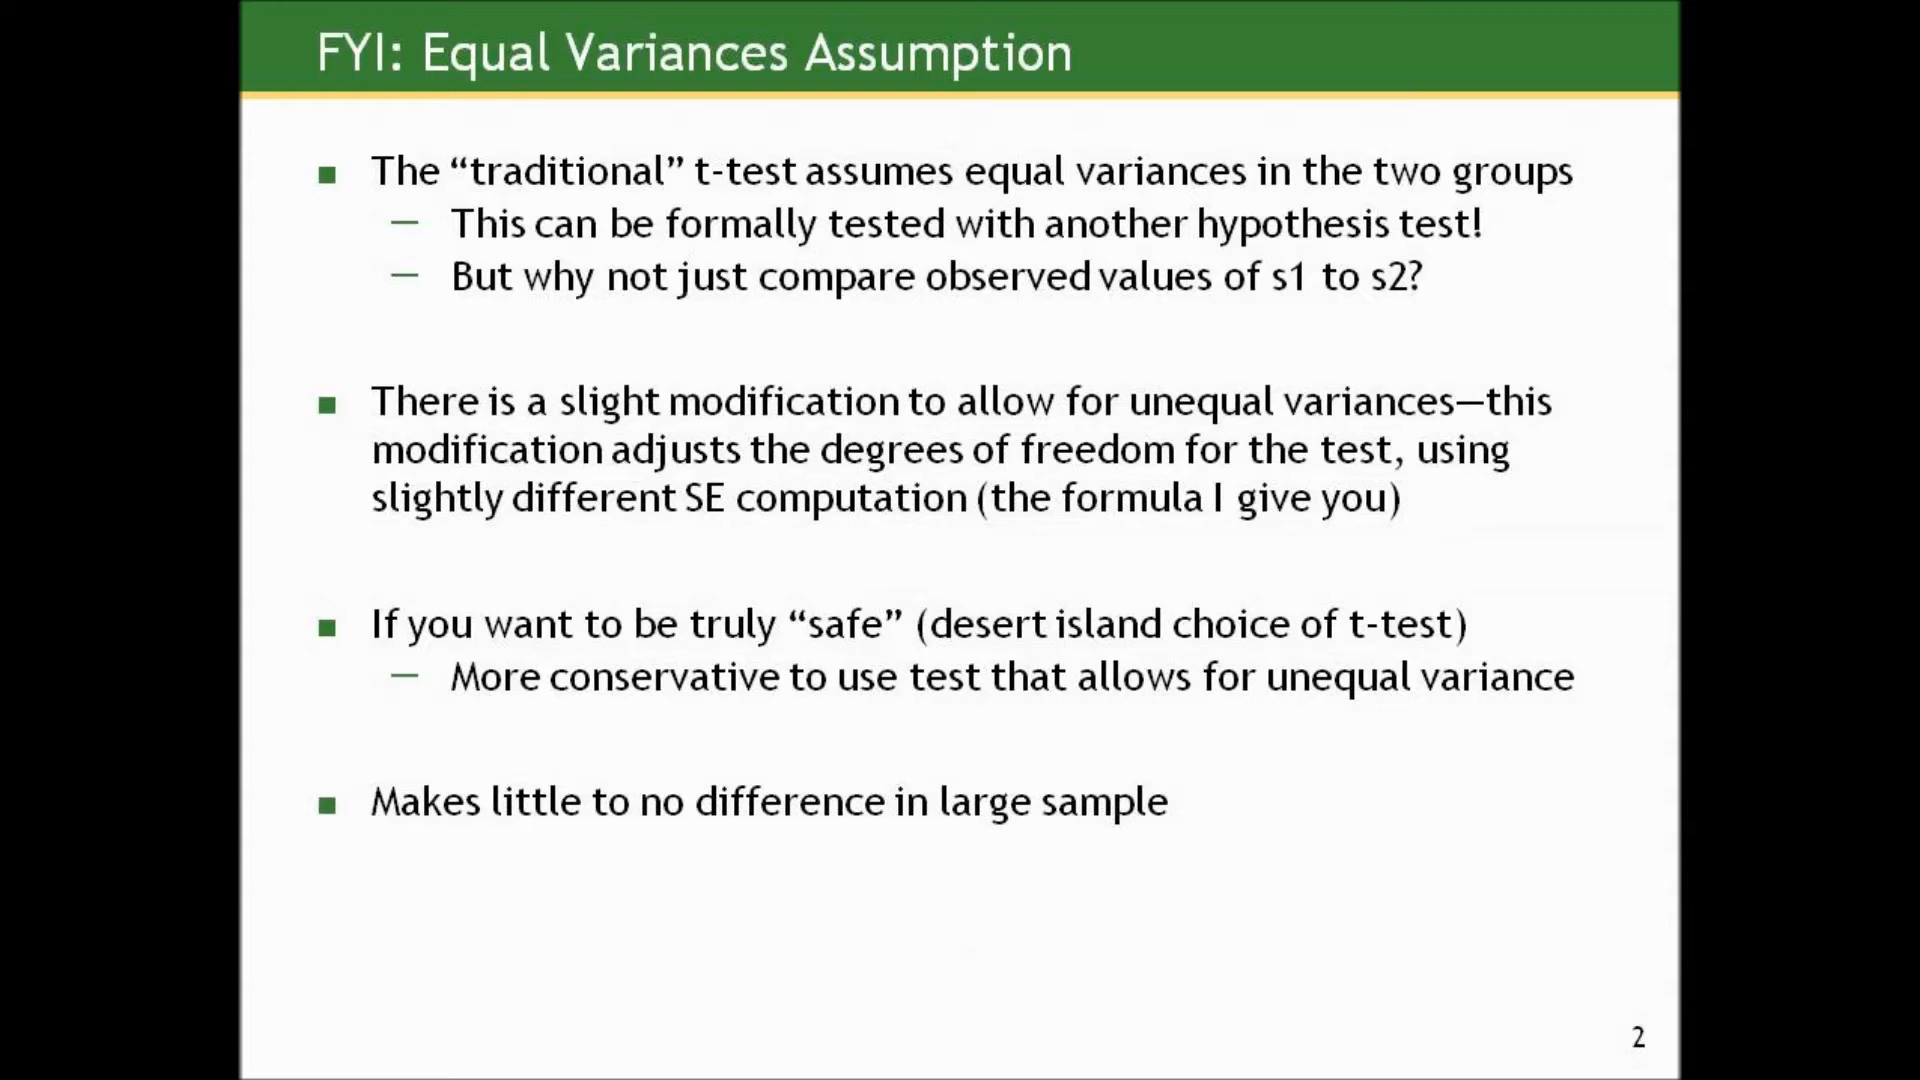 FYI: Equal Variances Assumption
The “traditional” t-test assumes equal variances in the two groups
— This can be formally tested with another hypothesis test!
— But why not just compare observed values of s1 to s2?
There is a slight modification to allow for unequal variances—this
modification adjusts the degrees of freedom for the test, using
slightly different SE computation (the formula I give you)
If you want to be truly “safe” (desert island choice of t-test)
— More conservative to use test that allows for unequal variance
Makes little to no difference in large sample
2